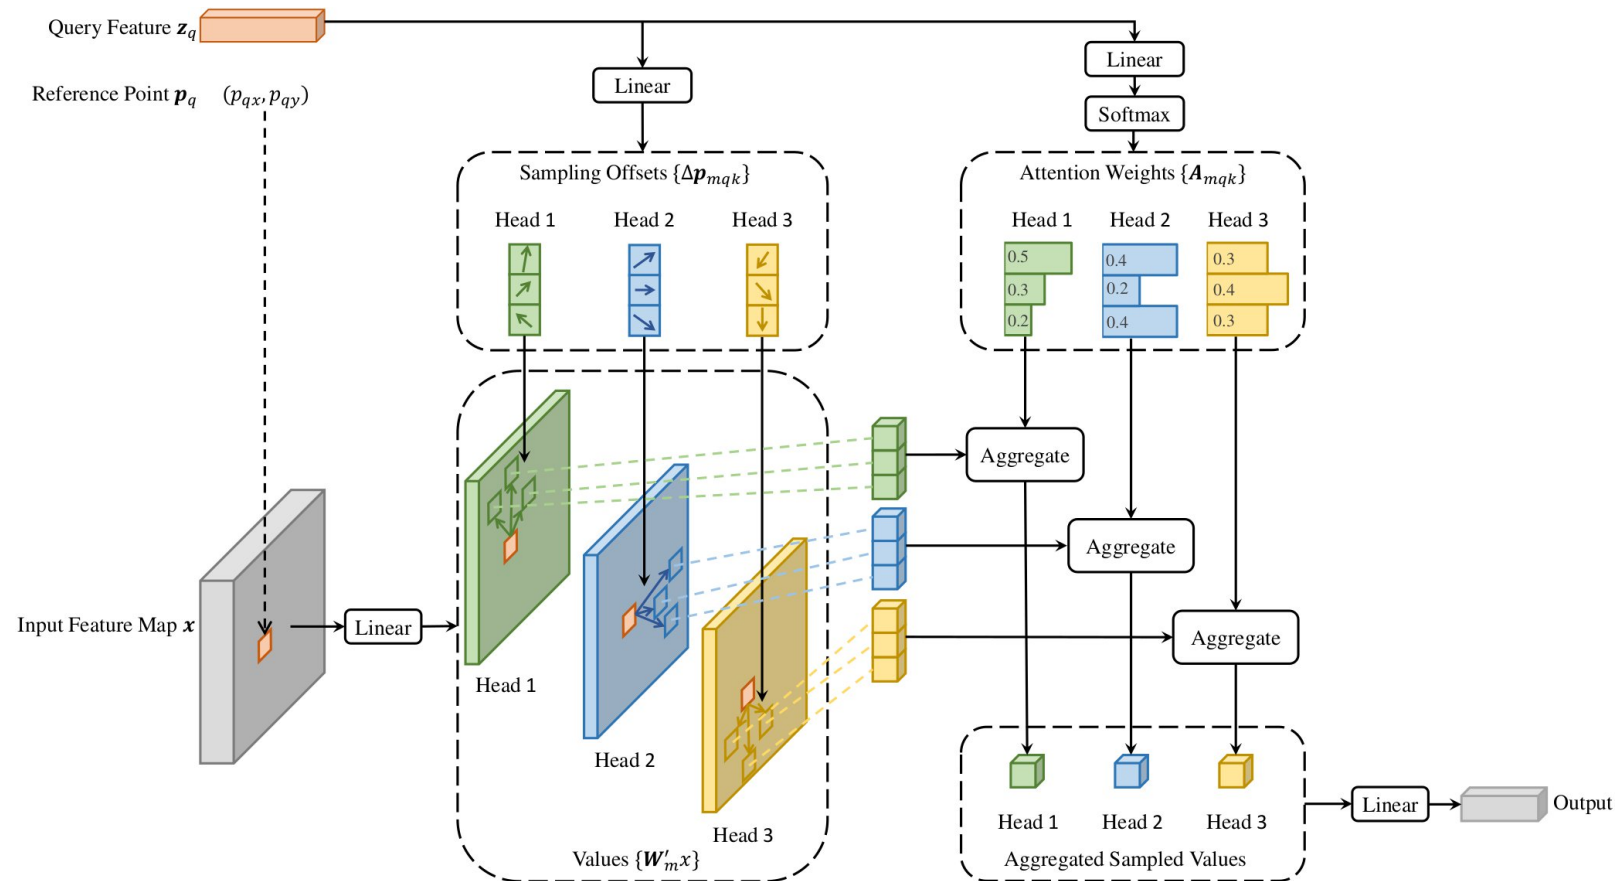 Query Feature z_q
Linear
Linear
Reference Point p_q (p_qx, p_qy)
Softmax
Sampling Offsets {Δp_mqk}
Attention Weights {A_mqk}
Head 1 Head 2 Head 3
Head 1 Head 2 Head 3
0.5 0.4 0.3
0.3 0.2 0.4
0.2 0.4 0.3
Aggregate
Aggregate
Input Feature Map x
Linear
Aggregate
Head 1
Head 2
Head 3
Values {W'_m x}
Head 1 Head 2 Head 3
Aggregated Sampled Values
Linear
Output